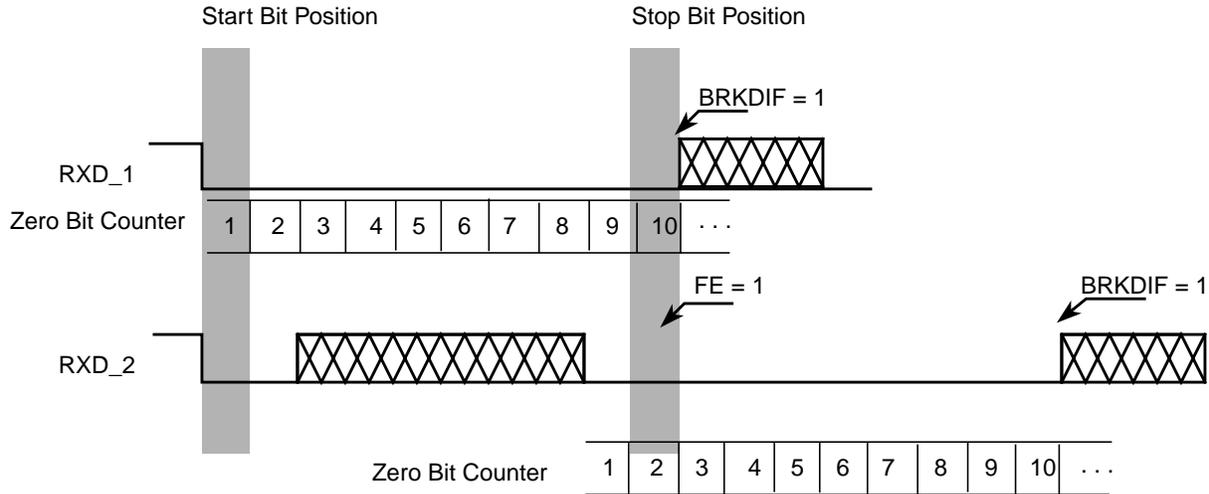 Start Bit Position
Stop Bit Position
BRKDIF = 1
RXD_1
Zero Bit Counter
1 2 3 4 5 6 7 8 9 10 . . .
FE = 1
BRKDIF = 1
RXD_2
Zero Bit Counter
1 2 3 4 5 6 7 8 9 10 . . .